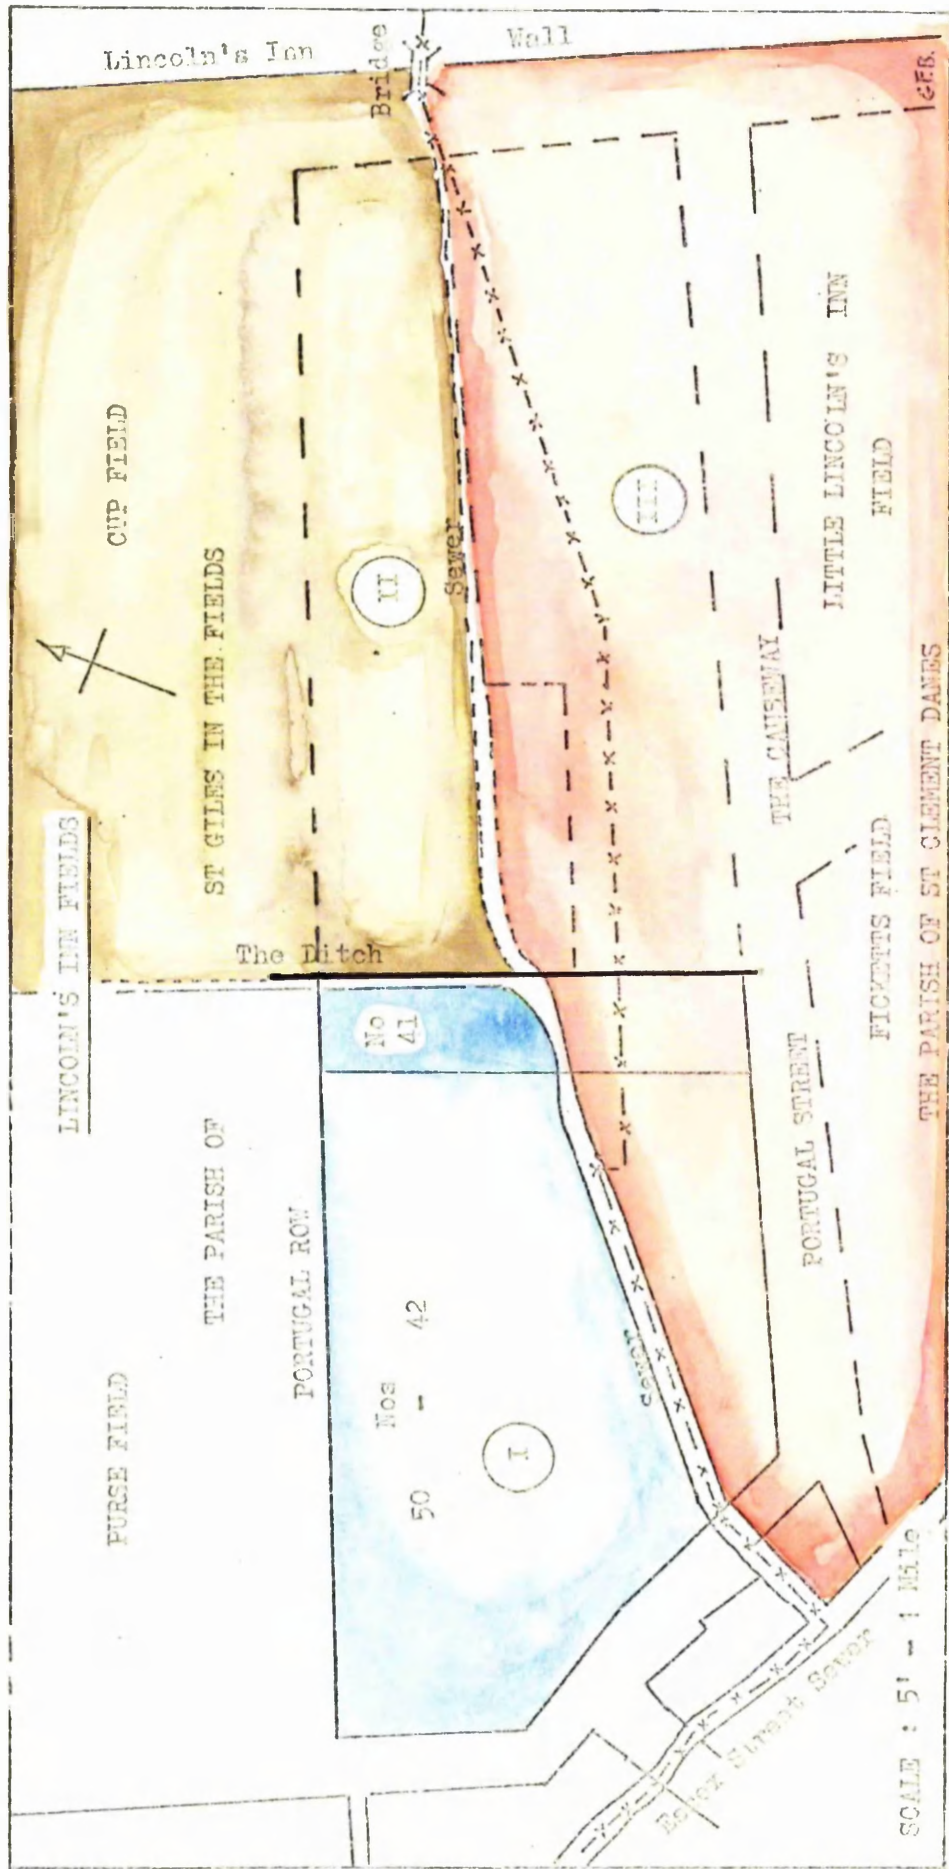 Lincoln's Inn
Wall
Bridge
G.F.B.
CUP FIELD
ST GILES IN THE FIELDS
II
Sewer
III
LITTLE LINCOLN'S INN
FIELD
THE CAUSEWAY
LINCOLN'S INN FIELDS
The Ditch
No
41
FICKETTS FIELD
THE PARISH OF ST CLEMENT DANES
PORTUGAL STREET
THE PARISH OF
PURSE FIELD
PORTUGAL ROW
Nos
50 - 42
I
Sewer
Essex Street Sewer
SCALE : 5' - 1 Mile